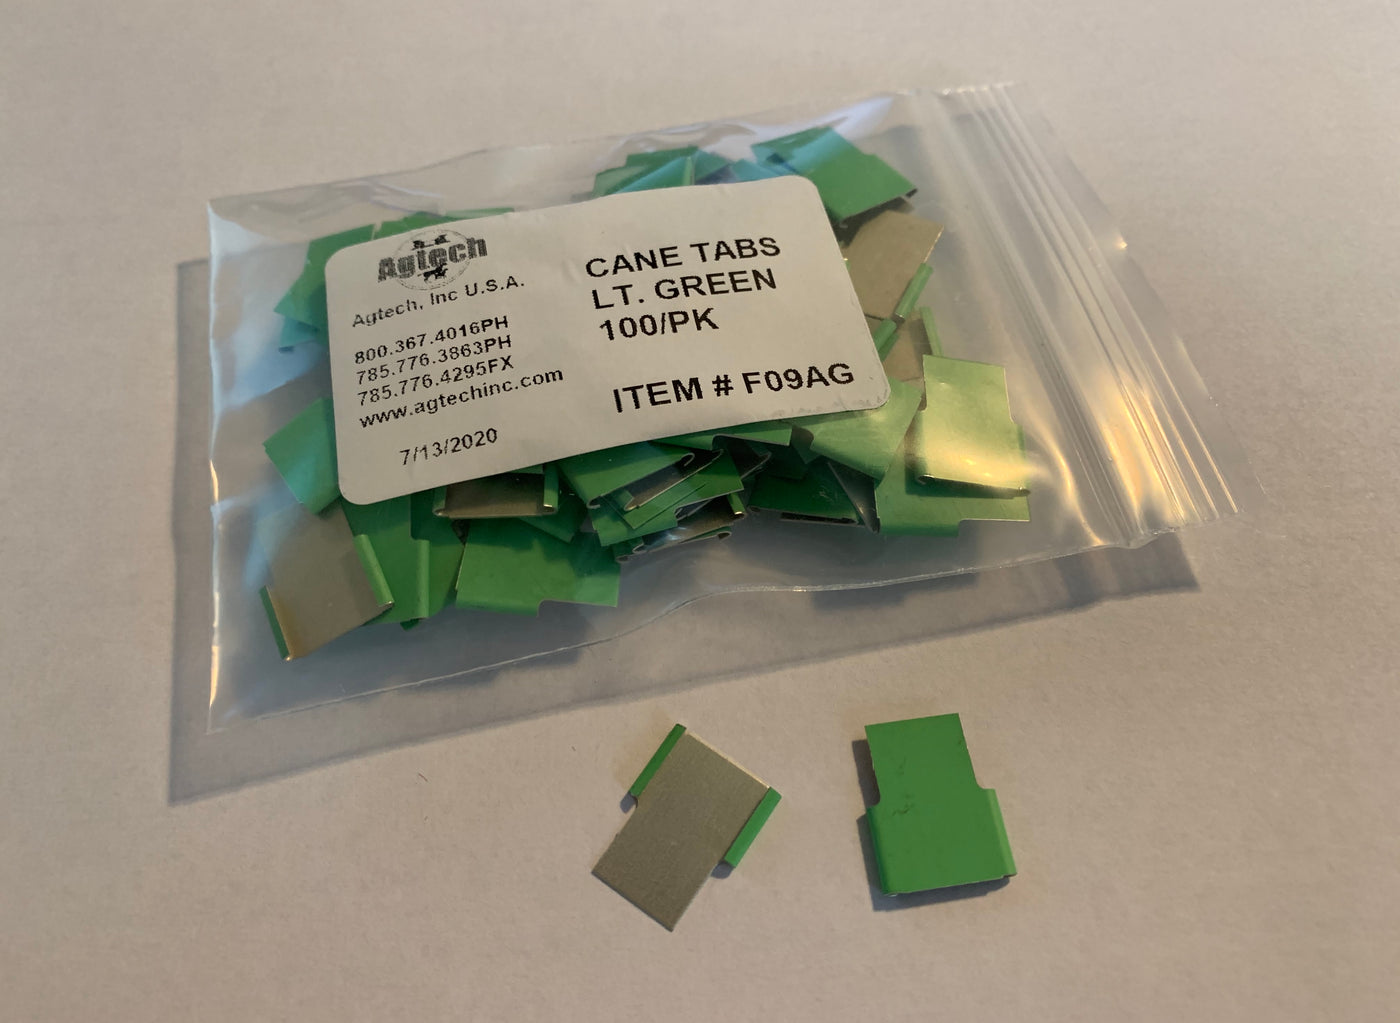 Agtech
Agtech, Inc U.S.A.
800.367.4016PH
785.776.3863PH
785.776.4295FX
www.agtechinc.com
7/13/2020
CANE TABS
LT. GREEN
100/PK
ITEM # F09AG